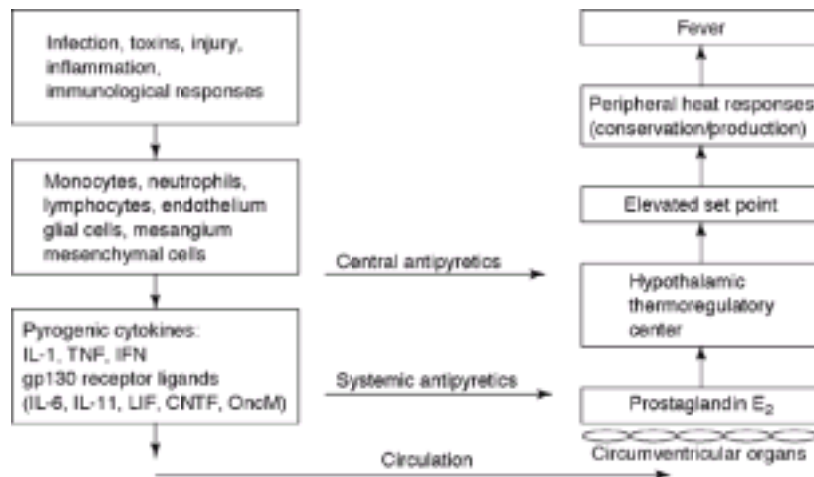 Infection, toxins, injury,
inflammation,
immunological responses
Monocytes, neutrophils,
lymphocytes, endothelium
glial cells, mesangium
mesenchymal cells
Pyrogenic cytokines:
IL-1, TNF, IFN
gp130 receptor ligands
(IL-6, IL-11, LIF, CNTF, OncM)
Central antipyretics
Systemic antipyretics
Circulation
Fever
Peripheral heat responses
(conservation/production)
Elevated set point
Hypothalamic
thermoregulatory
center
Prostaglandin E₂
Circumventricular organs